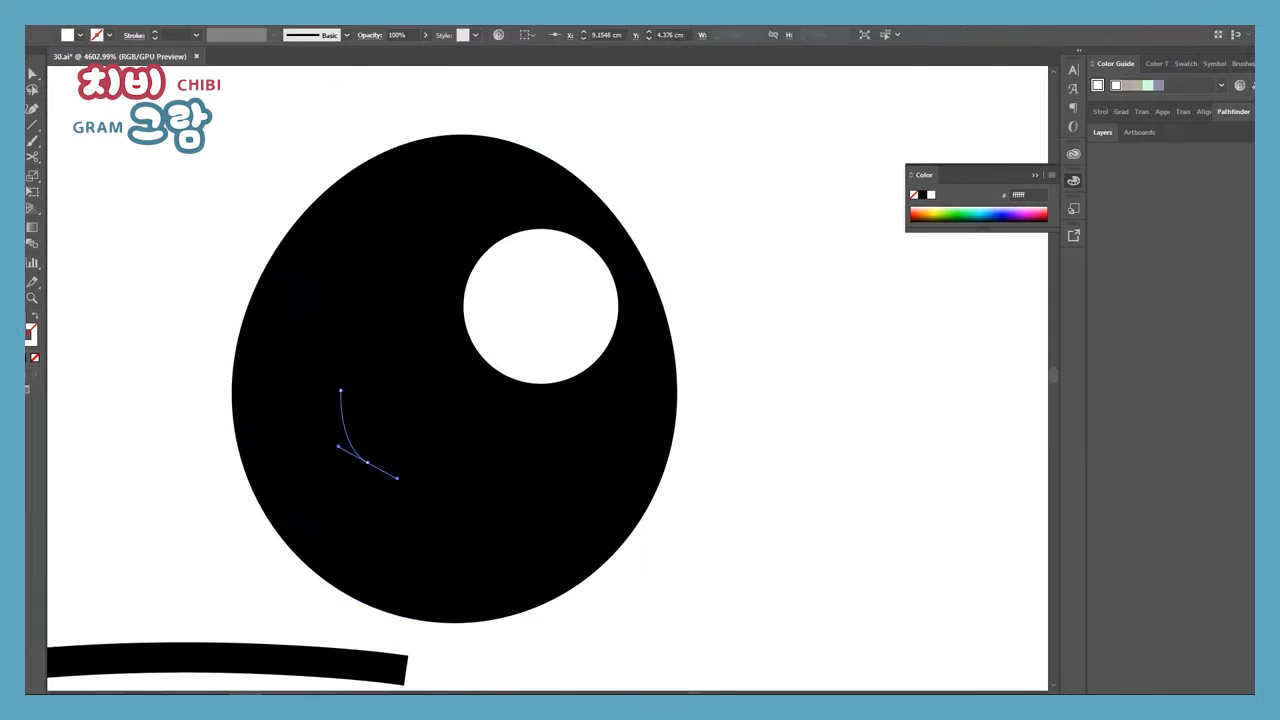 Stroke:
Basic
Opacity:
100%
Style:
X:
9.1548 cm
Y:
4.376 cm
W:
H:
30.ai* @ 4602.99% (RGB/GPU Preview)
×
치비
CHIBI
GRAM
그람
Color
#
ffffff
Color Guide
Color T
Swatch
Symbol
Brushes
Strol
Grad
Tran
Appe
Tran
Align
Pathfinder
Layers
Artboards